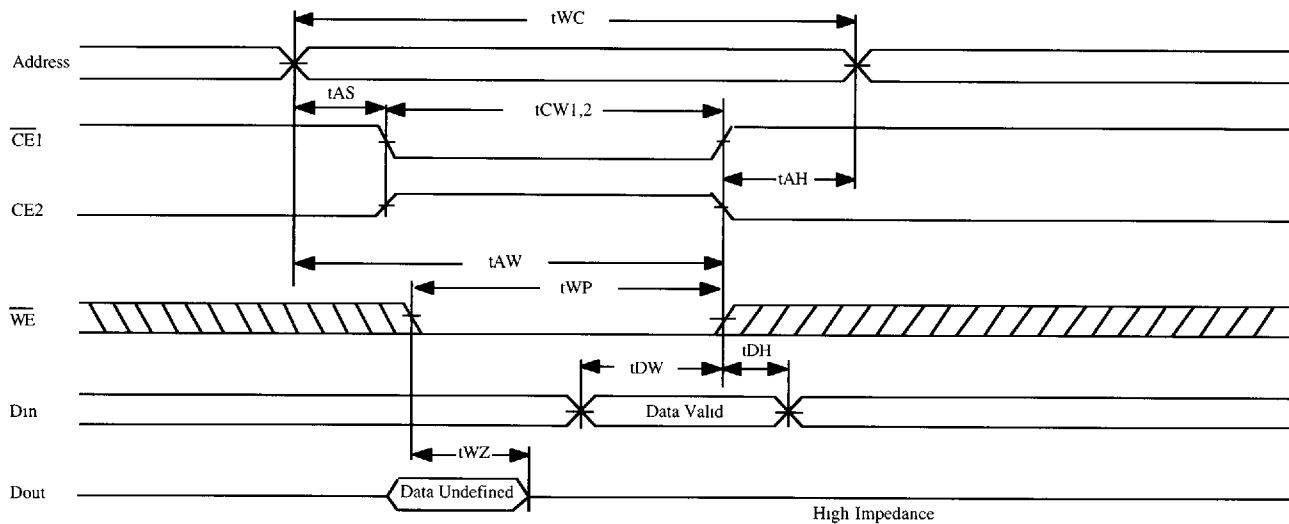 tWC
Address
tAS
tCW1,2
CE1
tAH
CE2
tAW
tWP
WE
tDW
tDH
Din
Data Valid
tWZ
Dout
Data Undefined
High Impedance